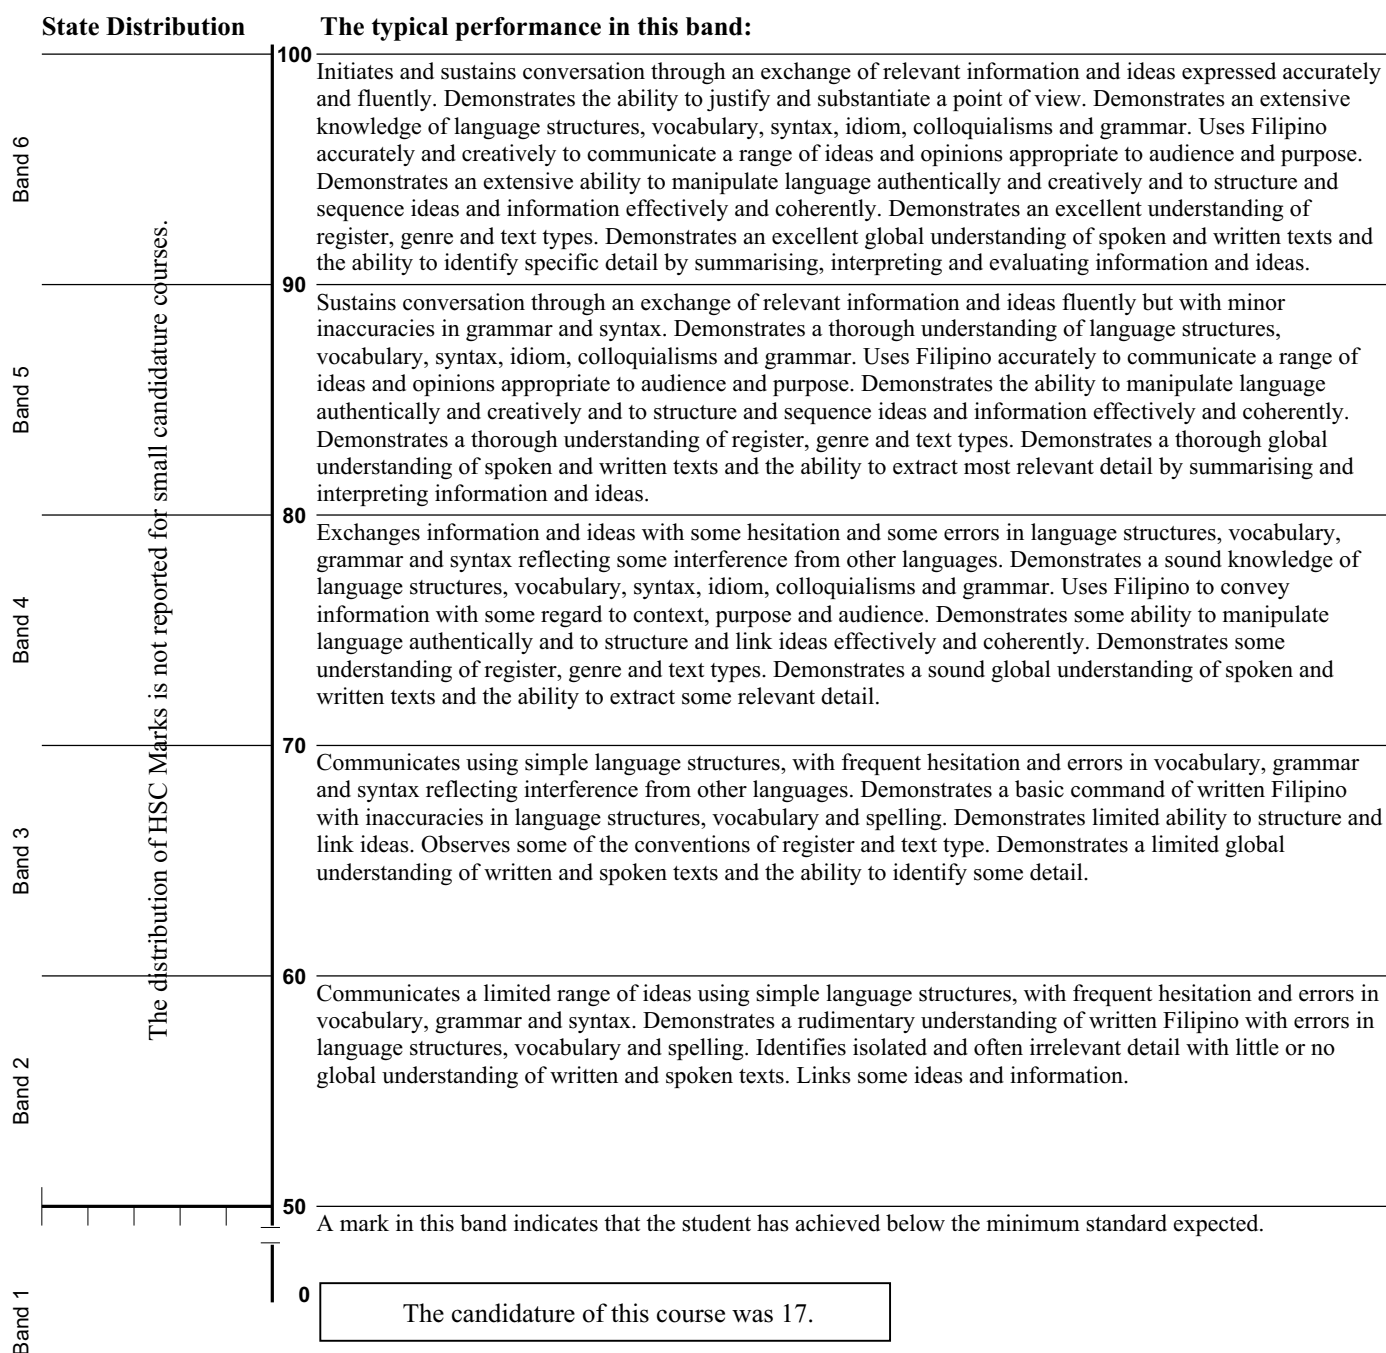 State Distribution
The typical performance in this band:
100
Band 6
Initiates and sustains conversation through an exchange of relevant information and ideas expressed accurately
and fluently. Demonstrates the ability to justify and substantiate a point of view. Demonstrates an extensive
knowledge of language structures, vocabulary, syntax, idiom, colloquialisms and grammar. Uses Filipino
accurately and creatively to communicate a range of ideas and opinions appropriate to audience and purpose.
Demonstrates an extensive ability to manipulate language authentically and creatively and to structure and
sequence ideas and information effectively and coherently. Demonstrates an excellent understanding of
register, genre and text types. Demonstrates an excellent global understanding of spoken and written texts and
the ability to identify specific detail by summarising, interpreting and evaluating information and ideas.
The distribution of HSC Marks is not reported for small candidature courses.
90
Band 5
Sustains conversation through an exchange of relevant information and ideas fluently but with minor
inaccuracies in grammar and syntax. Demonstrates a thorough understanding of language structures,
vocabulary, syntax, idiom, colloquialisms and grammar. Uses Filipino accurately to communicate a range of
ideas and opinions appropriate to audience and purpose. Demonstrates the ability to manipulate language
authentically and creatively and to structure and sequence ideas and information effectively and coherently.
Demonstrates a thorough understanding of register, genre and text types. Demonstrates a thorough global
understanding of spoken and written texts and the ability to extract most relevant detail by summarising and
interpreting information and ideas.
80
Band 4
Exchanges information and ideas with some hesitation and some errors in language structures, vocabulary,
grammar and syntax reflecting some interference from other languages. Demonstrates a sound knowledge of
language structures, vocabulary, syntax, idiom, colloquialisms and grammar. Uses Filipino to convey
information with some regard to context, purpose and audience. Demonstrates some ability to manipulate
language authentically and to structure and link ideas effectively and coherently. Demonstrates some
understanding of register, genre and text types. Demonstrates a sound global understanding of spoken and
written texts and the ability to extract some relevant detail.
70
Band 3
Communicates using simple language structures, with frequent hesitation and errors in vocabulary, grammar
and syntax reflecting interference from other languages. Demonstrates a basic command of written Filipino
with inaccuracies in language structures, vocabulary and spelling. Demonstrates limited ability to structure and
link ideas. Observes some of the conventions of register and text type. Demonstrates a limited global
understanding of written and spoken texts and the ability to identify some detail.
60
Band 2
Communicates a limited range of ideas using simple language structures, with frequent hesitation and errors in
vocabulary, grammar and syntax. Demonstrates a rudimentary understanding of written Filipino with errors in
language structures, vocabulary and spelling. Identifies isolated and often irrelevant detail with little or no
global understanding of written and spoken texts. Links some ideas and information.
50
A mark in this band indicates that the student has achieved below the minimum standard expected.
Band 1
0
The candidature of this course was 17.